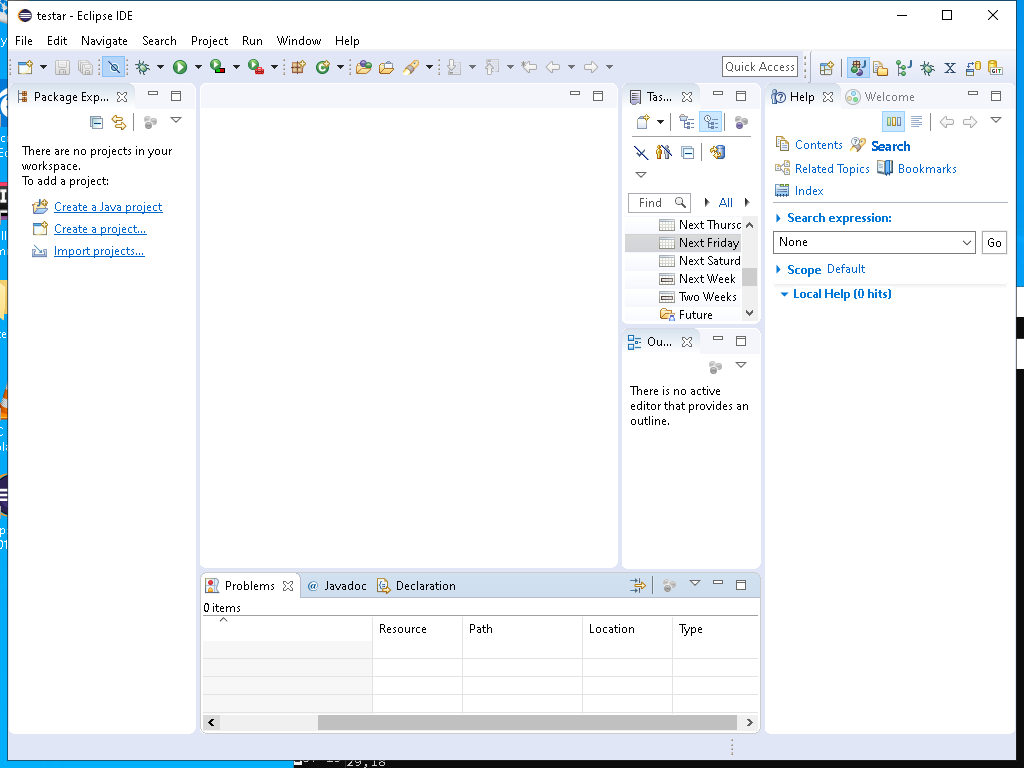 testar - Eclipse IDE
File Edit Navigate Search Project Run Window Help
Quick Access
Package Exp...
There are no projects in your
workspace.
To add a project:
Create a Java project
Create a project...
Import projects...
Tas...
Find
All
Next Thursc
Next Friday
Next Saturd
Next Week
Two Weeks
Future
Ou...
There is no active
editor that provides an
outline.
Help Welcome
Contents Search
Related Topics Bookmarks
Index
Search expression:
None Go
Scope Default
Local Help (0 hits)
Problems @ Javadoc Declaration
0 items
Resource Path Location Type